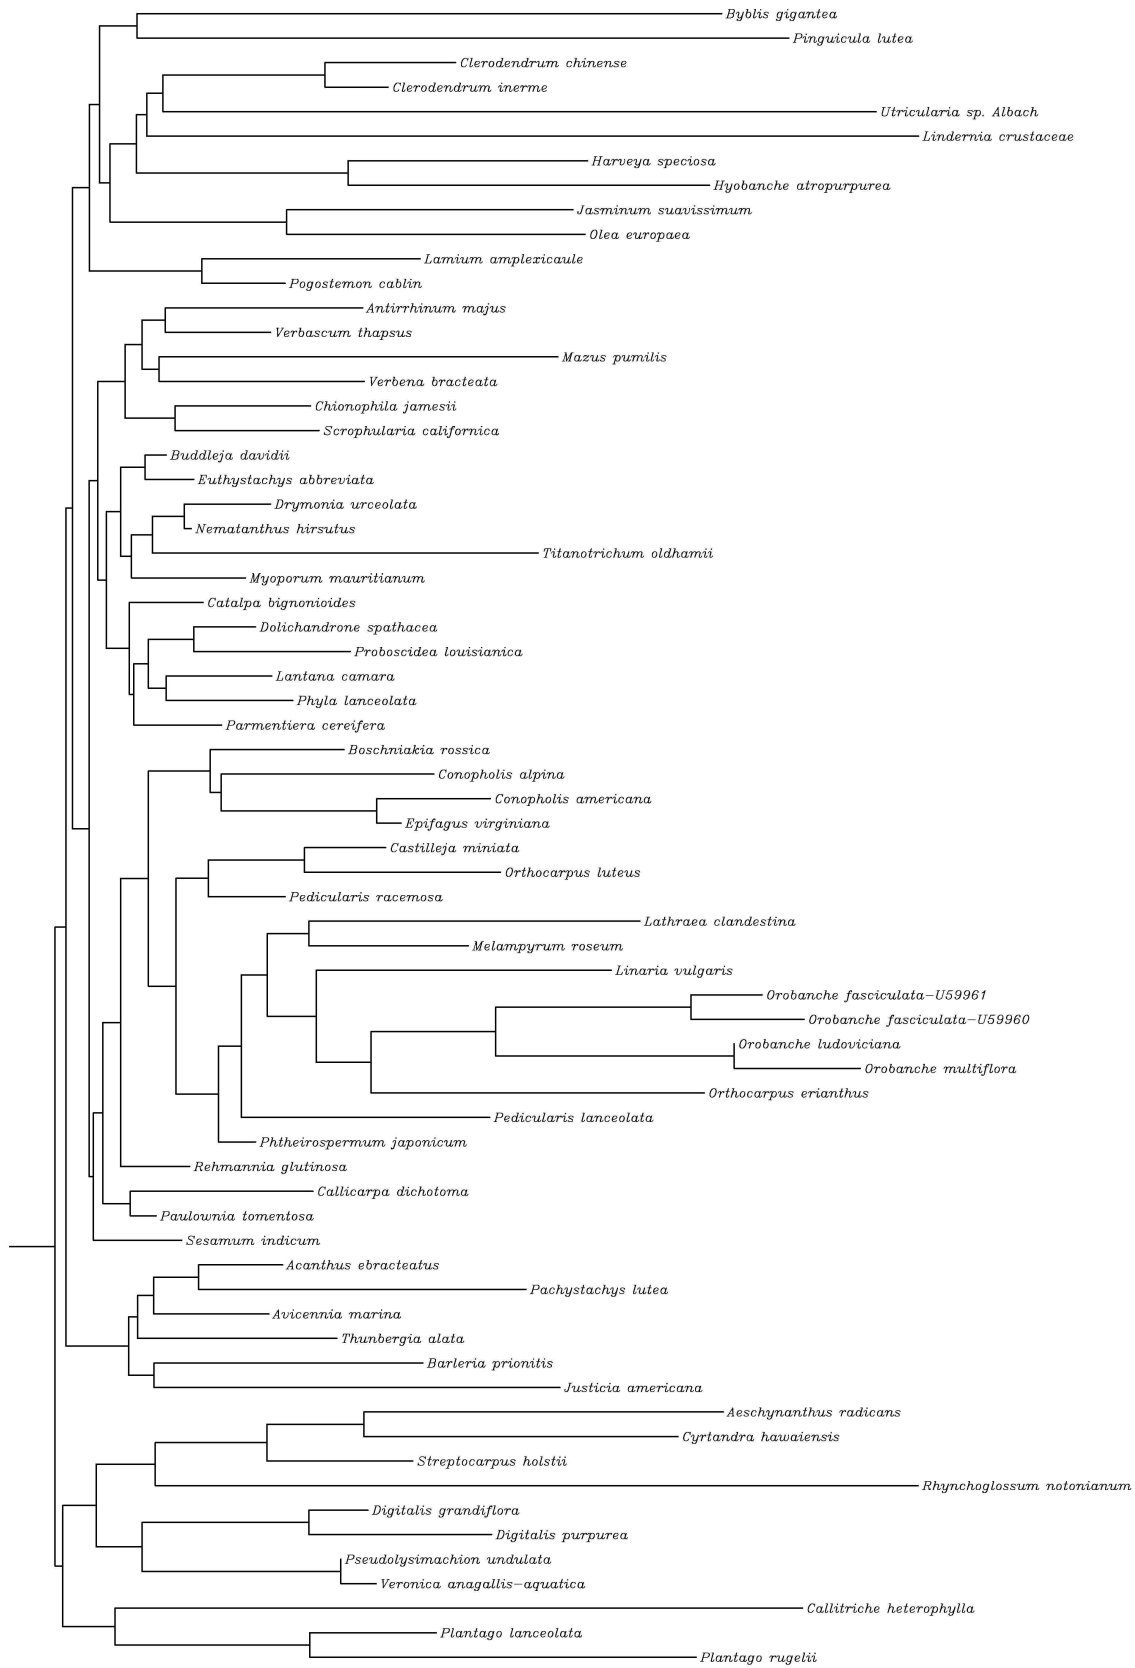 Byblis gigantea
Pinguicula lutea
Clerodendrum chinense
Clerodendrum inerme
Utricularia sp. Albach
Lindernia crustaceae
Harveya speciosa
Hyobanche atropurpurea
Jasminum suavissimum
Olea europaea
Lamium amplexicaule
Pogostemon cablin
Antirrhinum majus
Verbascum thapsus
Mazus pumilis
Verbena bracteata
Chionophila jamesii
Scrophularia californica
Buddleja davidii
Euthystachys abbreviata
Drymonia urceolata
Nematanthus hirsutus
Titanotrichum oldhamii
Myoporum mauritianum
Catalpa bignonioides
Dolichandrone spathacea
Proboscidea louisianica
Lantana camara
Phyla lanceolata
Parmentiera cereifera
Boschniakia rossica
Conopholis alpina
Conopholis americana
Epifagus virginiana
Castilleja miniata
Orthocarpus luteus
Pedicularis racemosa
Lathraea clandestina
Melampyrum roseum
Linaria vulgaris
Orobanche fasciculata-U59961
Orobanche fasciculata-U59960
Orobanche ludoviciana
Orobanche multiflora
Orthocarpus erianthus
Pedicularis lanceolata
Phtheirospermum japonicum
Rehmannia glutinosa
Callicarpa dichotoma
Paulownia tomentosa
Sesamum indicum
Acanthus ebracteatus
Pachystachys lutea
Avicennia marina
Thunbergia alata
Barleria prionitis
Justicia americana
Aeschynanthus radicans
Cyrtandra hawaiensis
Streptocarpus holstii
Rhynchoglossum notonianum
Digitalis grandiflora
Digitalis purpurea
Pseudolysimachion undulata
Veronica anagallis-aquatica
Callitriche heterophylla
Plantago lanceolata
Plantago rugelii